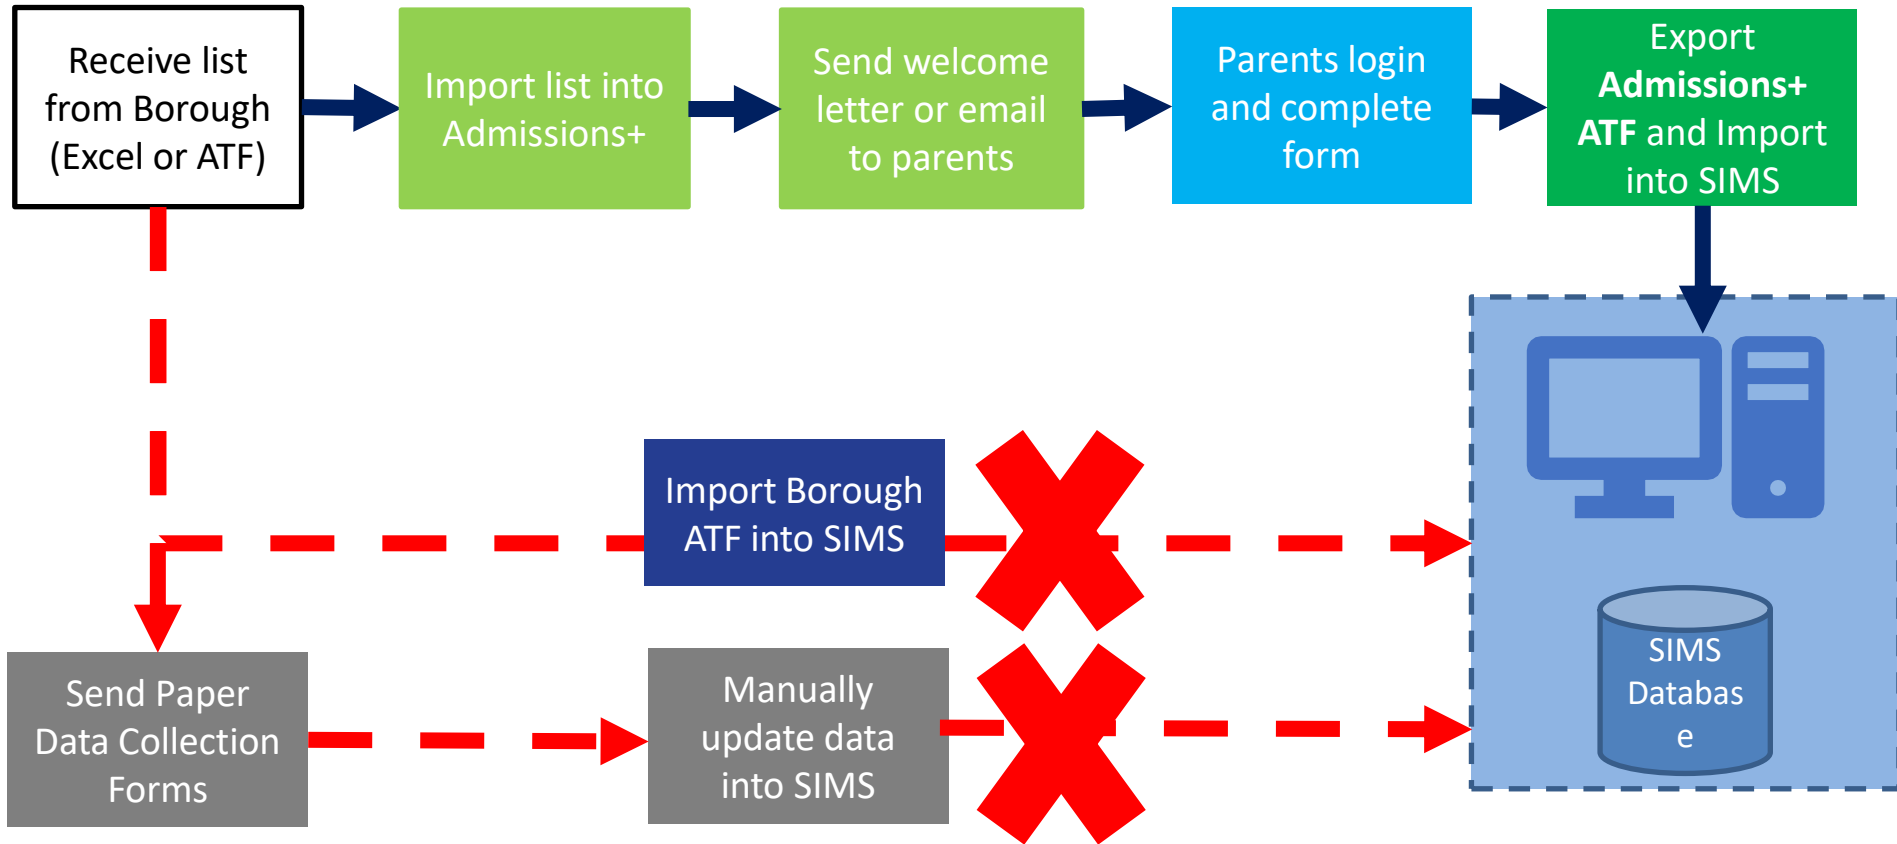 Receive list
from Borough
(Excel or ATF)
Import list into
Admissions+
Send welcome
letter or email
to parents
Parents login
and complete
form
Export
Admissions+
ATF and Import
into SIMS
Import Borough
ATF into SIMS
SIMS
Databas
e
Send Paper
Data Collection
Forms
Manually
update data
into SIMS